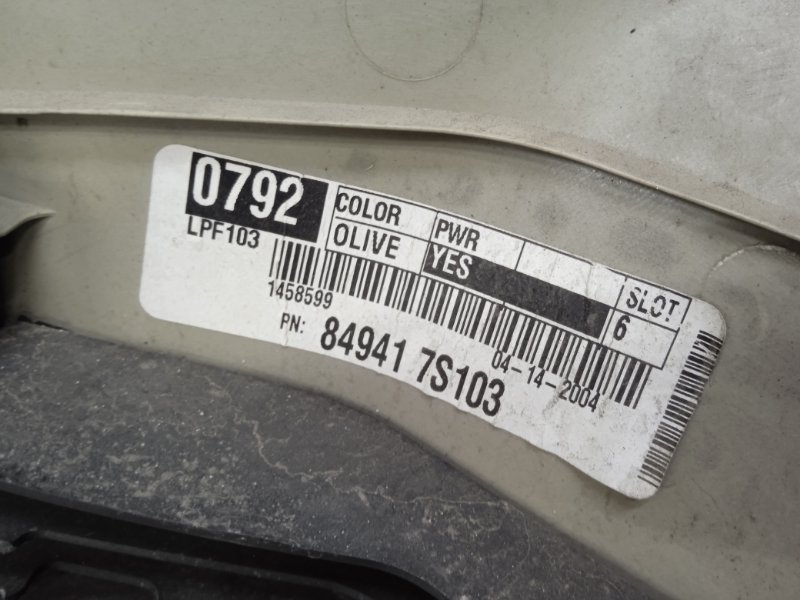 0792
LPF103
COLOR PWR SLOT
OLIVE YES 6
1458599 04-14-2004
PN: 84941 7S103